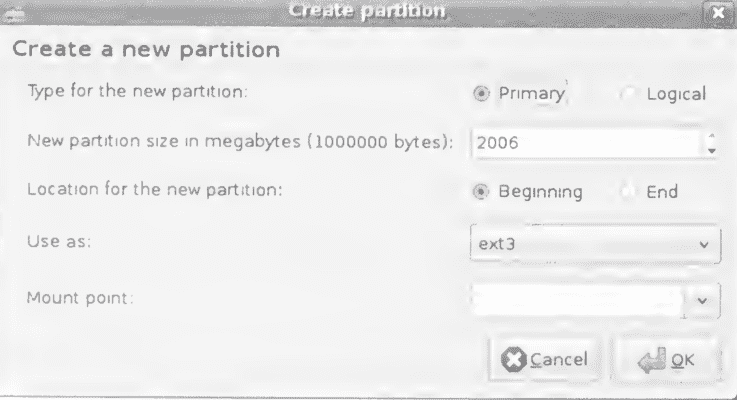 Create partition
Create a new partition
Type for the new partition: Primary Logical
New partition size in megabytes (1000000 bytes): 2006
Location for the new partition: Beginning End
Use as: ext3
Mount point:
Cancel OK